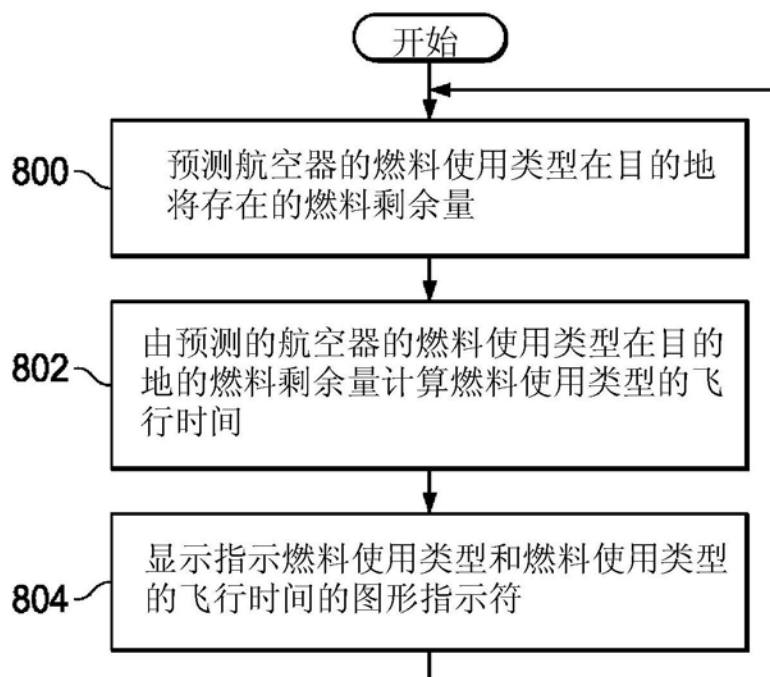 开始
800
预测航空器的燃料使用类型在目的地
将存在的燃料剩余量
802
由预测的航空器的燃料使用类型在目的
地的燃料剩余量计算燃料使用类型的飞
行时间
804
显示指示燃料使用类型和燃料使用类型
的飞行时间的图形指示符